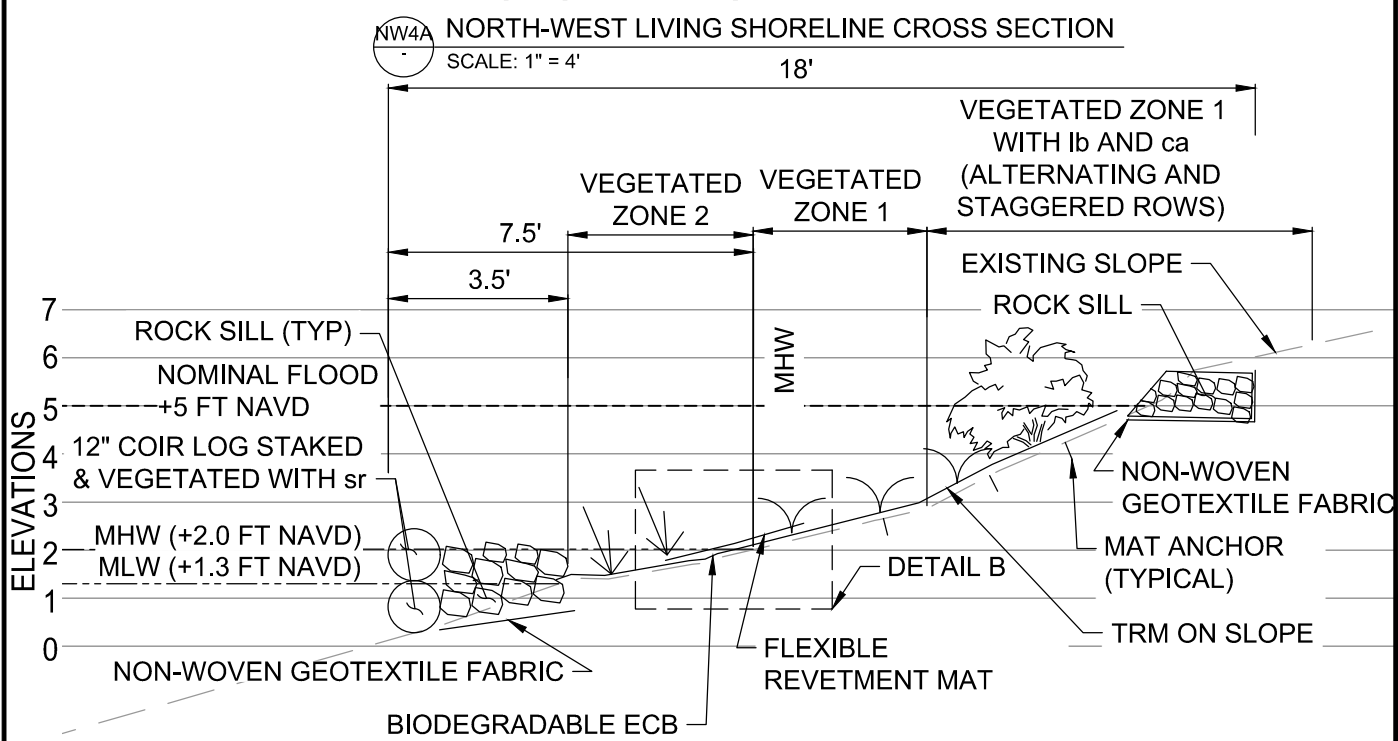 NW4A
-
NORTH-WEST LIVING SHORELINE CROSS SECTION
SCALE: 1" = 4'
18'
VEGETATED ZONE 1
WITH lb AND ca
(ALTERNATING AND
STAGGERED ROWS)
VEGETATED
ZONE 2
VEGETATED
ZONE 1
7.5'
3.5'
EXISTING SLOPE
ROCK SILL
MHW
ELEVATIONS
7
6
5
4
3
2
1
0
ROCK SILL (TYP)
NOMINAL FLOOD
+5 FT NAVD
12" COIR LOG STAKED
& VEGETATED WITH sr
MHW (+2.0 FT NAVD)
MLW (+1.3 FT NAVD)
NON-WOVEN
GEOTEXTILE FABRIC
MAT ANCHOR
(TYPICAL)
DETAIL B
TRM ON SLOPE
FLEXIBLE
REVETMENT MAT
NON-WOVEN GEOTEXTILE FABRIC
BIODEGRADABLE ECB